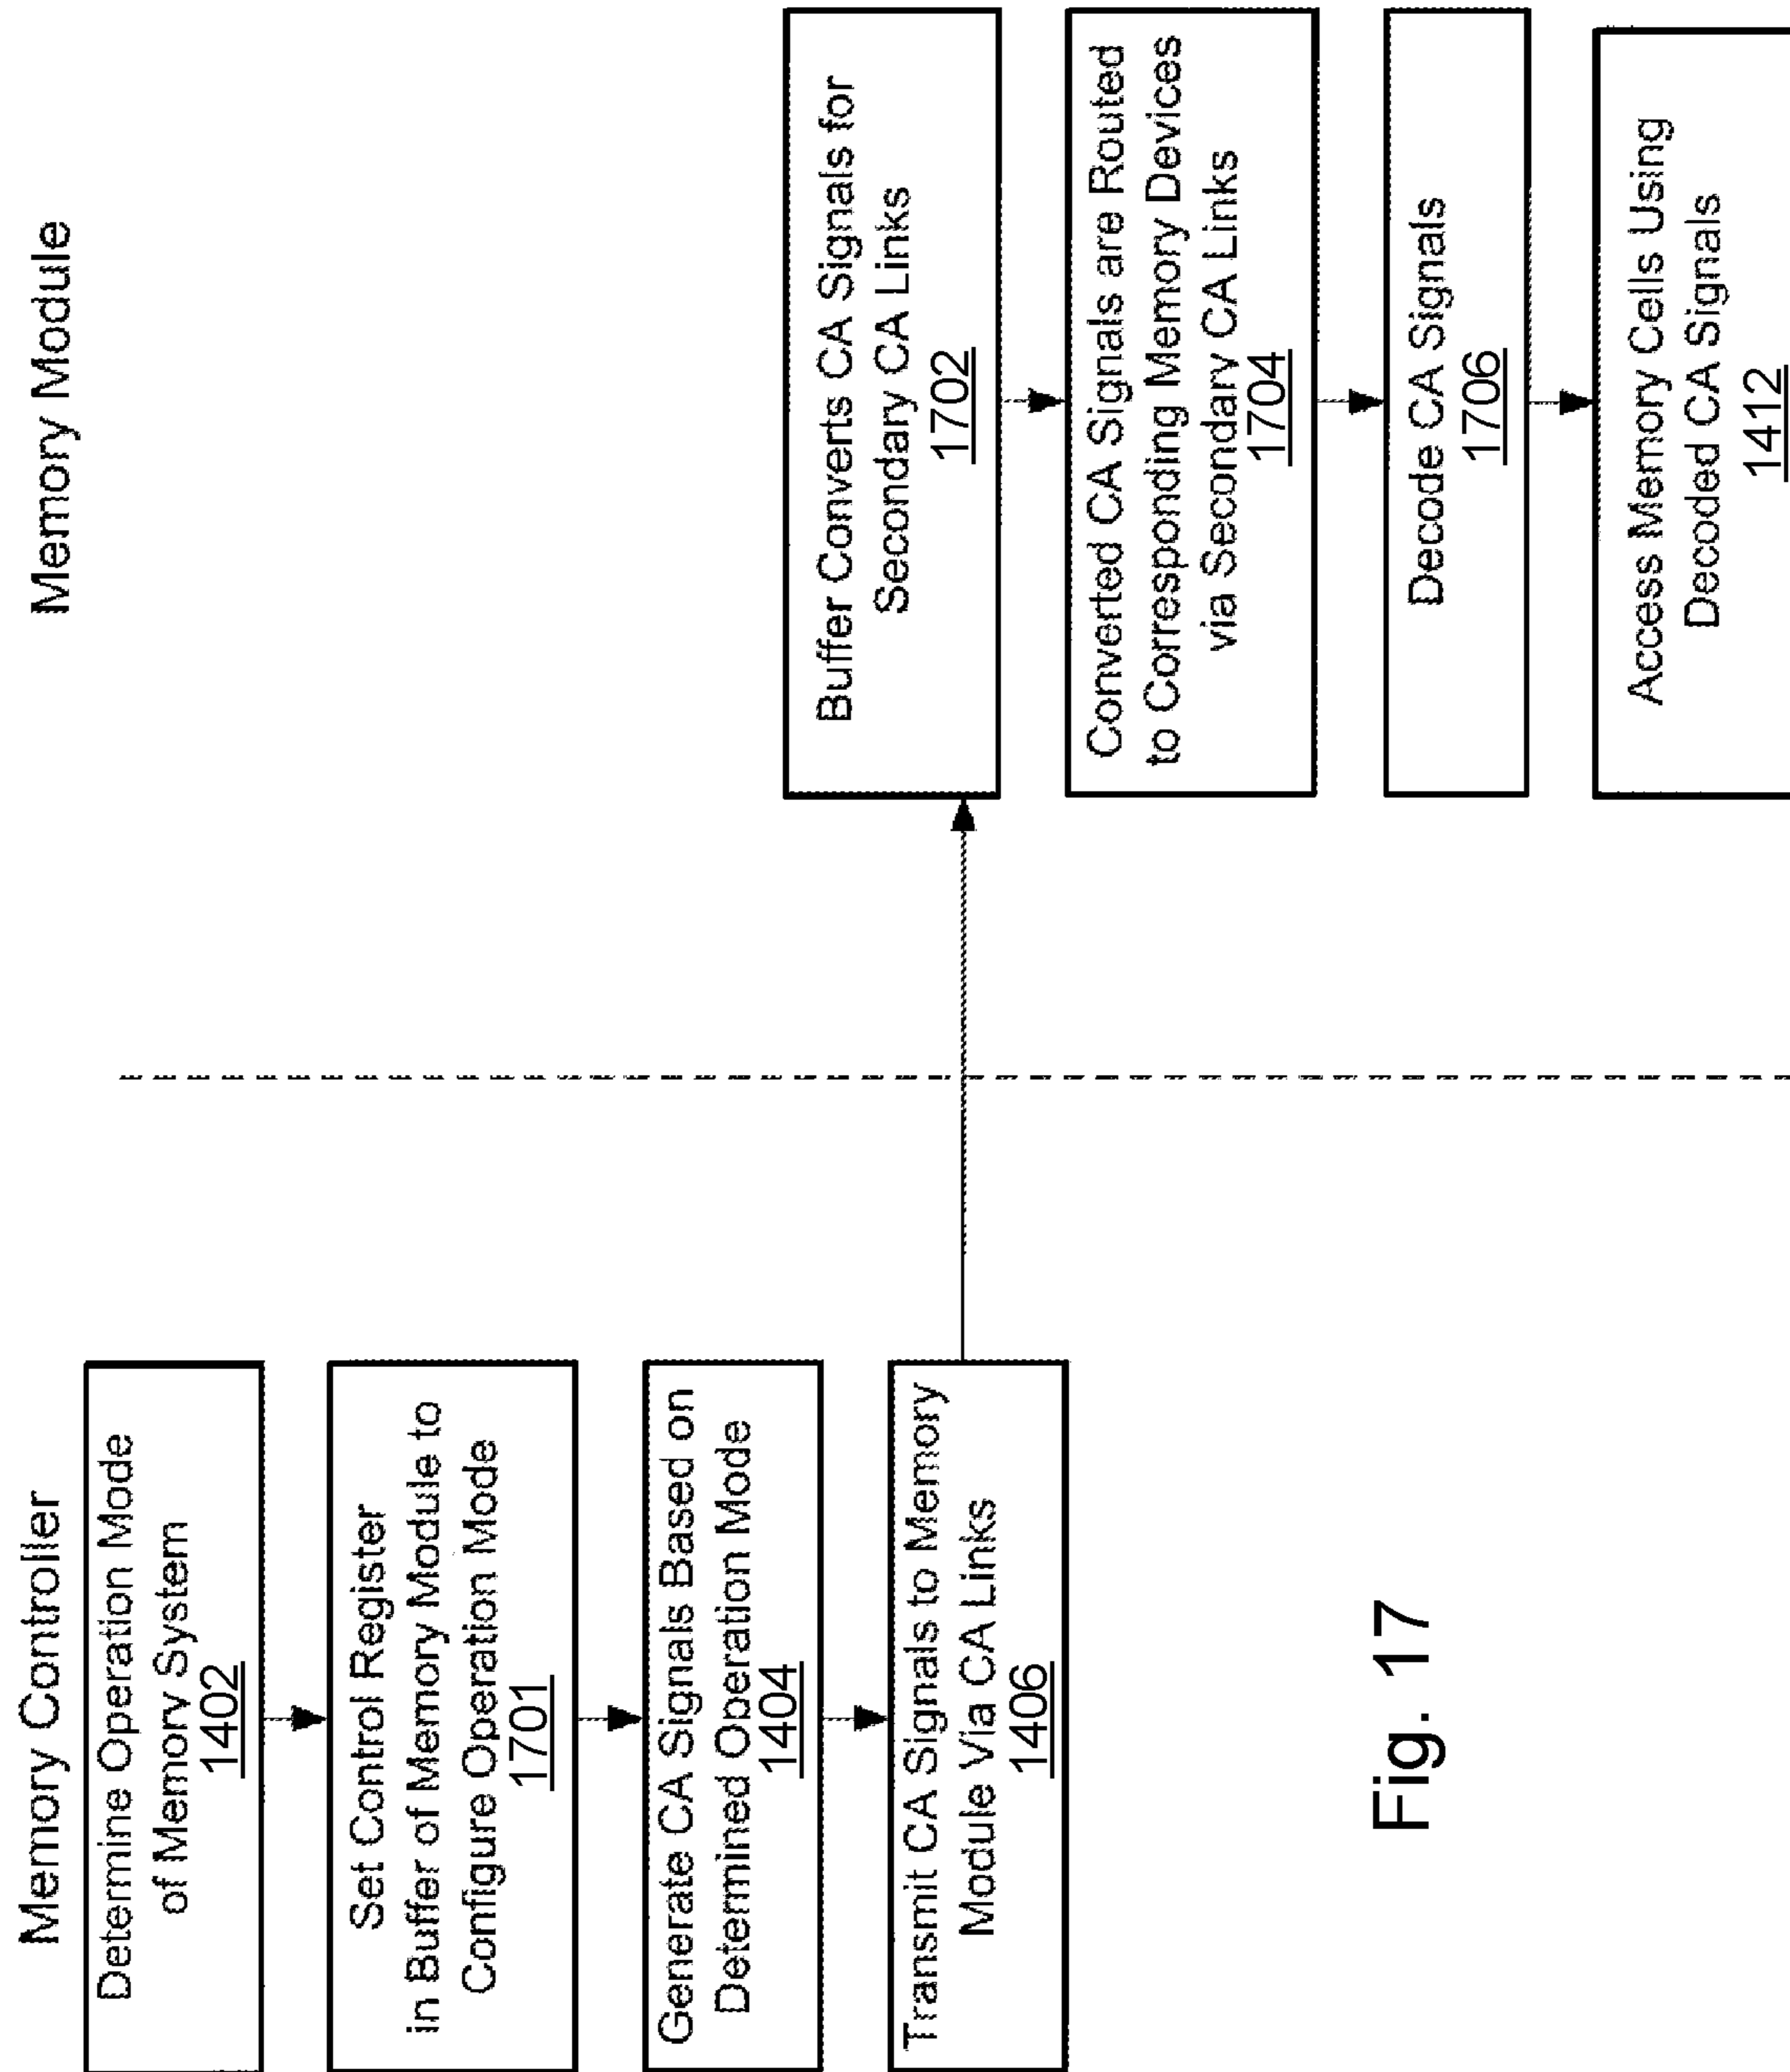 Memory Controller
Determine Operation Mode
of Memory System
1402
Set Control Register
in Buffer of Memory Module to
Configure Operation Mode
1701
Generate CA Signals Based on
Determined Operation Mode
1404
Transmit CA Signals to Memory
Module Via CA Links
1406
Memory Module
Buffer Converts CA Signals for
Secondary CA Links
1702
Converted CA Signals are Routed
to Corresponding Memory Devices
via Secondary CA Links
1704
Decode CA Signals
1706
Access Memory Cells Using
Decoded CA Signals
1412
Fig. 17